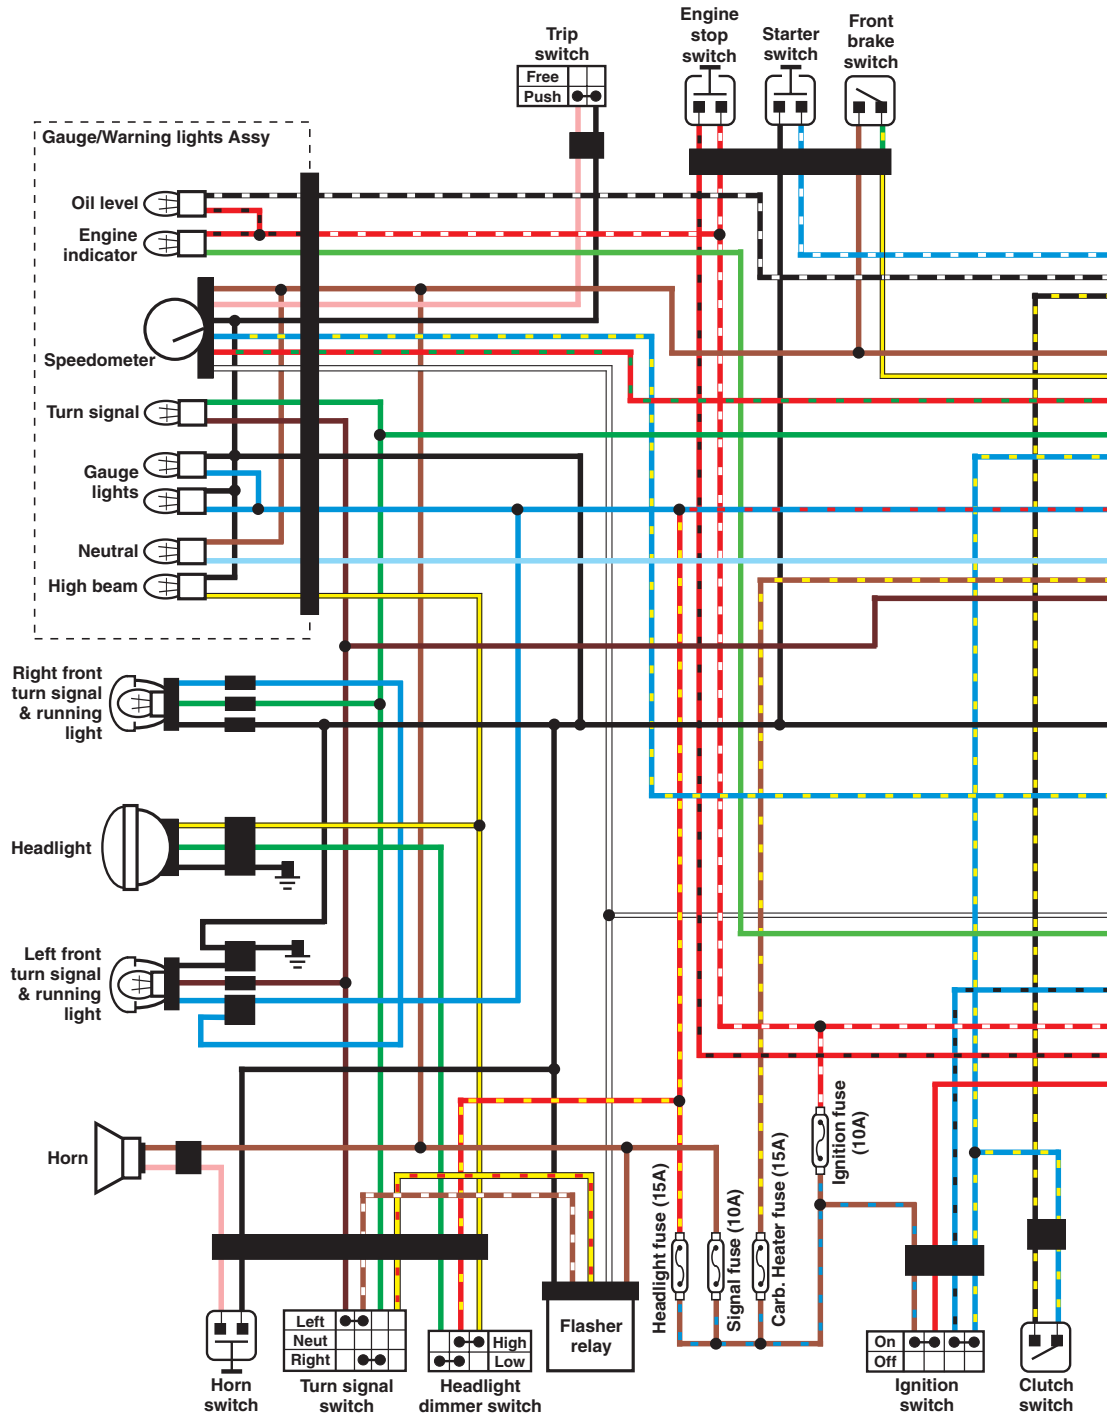 Trip
switch
Free
Push
Engine
stop
switch
Starter
switch
Front
brake
switch
Gauge/Warning lights Assy
Oil level
Engine
indicator
Speedometer
Turn signal
Gauge
lights
Neutral
High beam
Right front
turn signal
& running
light
Headlight
Left front
turn signal
& running
light
Horn
Headlight fuse (15A)
Signal fuse (10A)
Carb. Heater fuse (15A)
Ignition fuse
(10A)
Horn
switch
Left
Neut
Right
Turn signal
switch
High
Low
Headlight
dimmer switch
Flasher
relay
On
Off
Ignition
switch
Clutch
switch